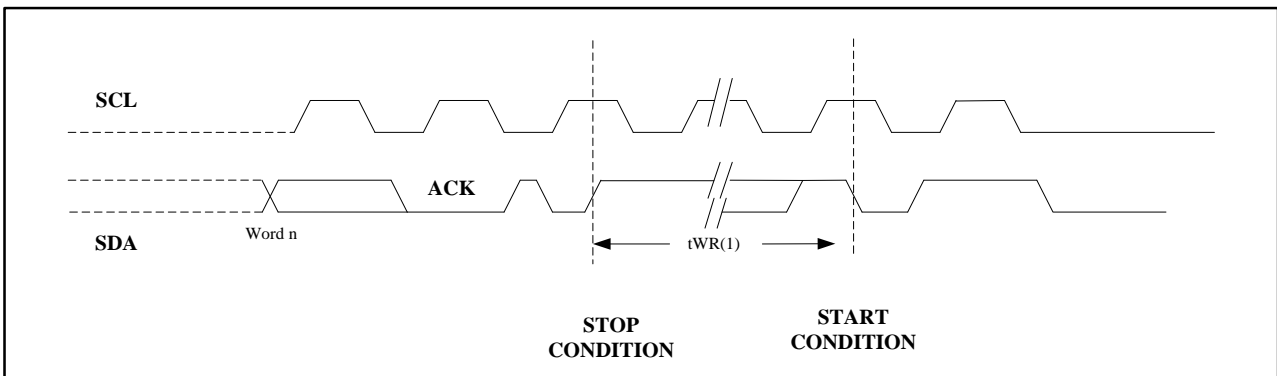 SCL
ACK
Word n
SDA
tWR(1)
STOP
CONDITION
START
CONDITION